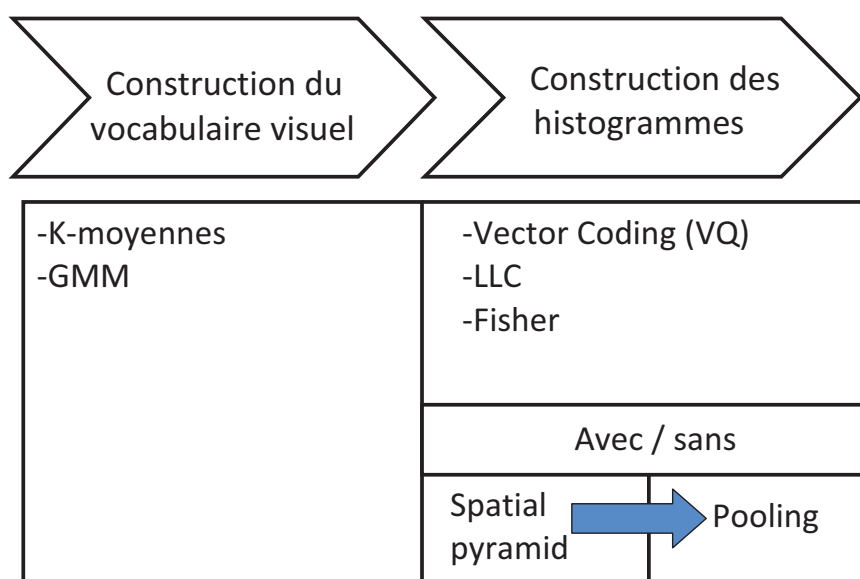 Construction du
vocabulaire visuel
Construction des
histogrammes
-K-moyennes
-GMM
-Vector Coding (VQ)
-LLC
-Fisher
Avec / sans
Spatial
pyramid
Pooling